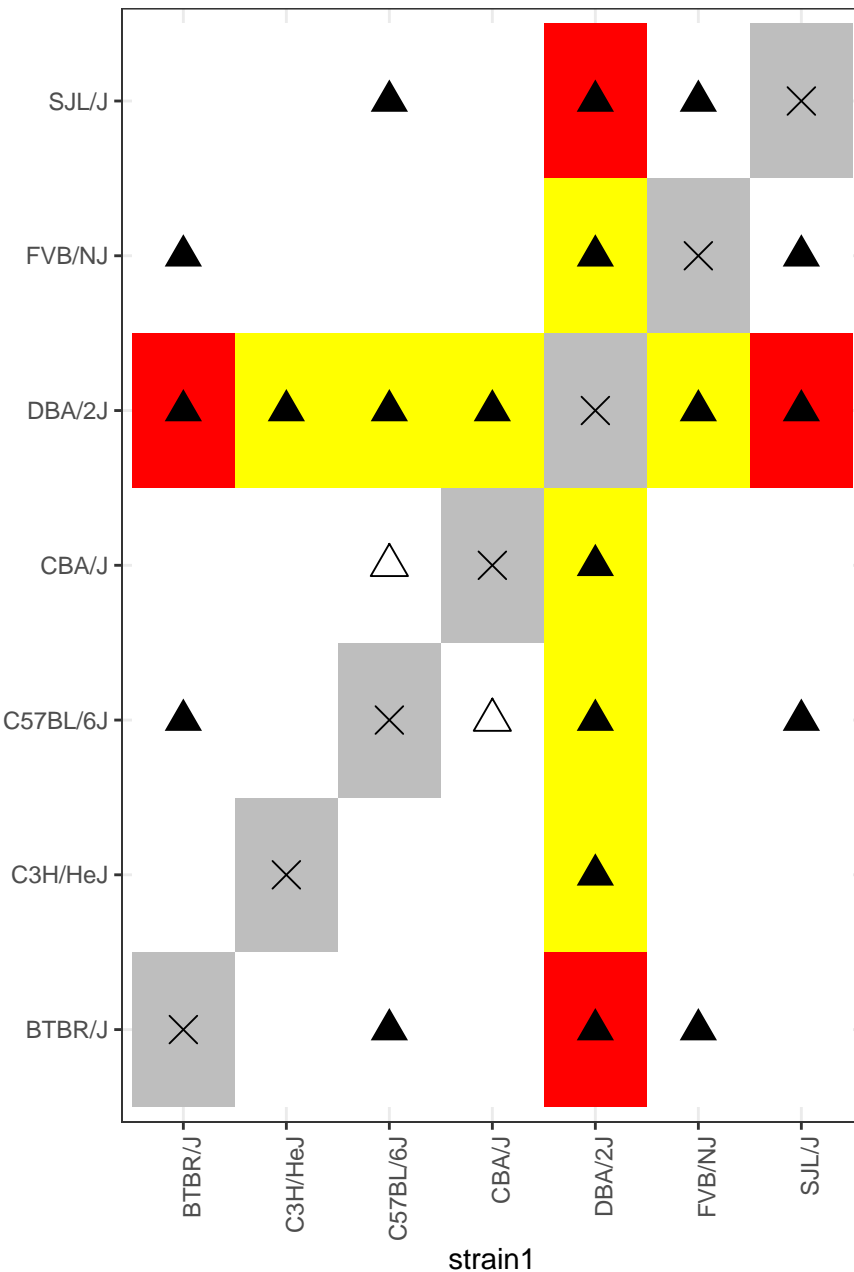 SJL/J
FVB/NJ
DBA/2J
CBA/J
C57BL/6J
C3H/HeJ
BTBR/J
BTBR/J
C3H/HeJ
C57BL/6J
CBA/J
DBA/2J
FVB/NJ
SJL/J
strain1